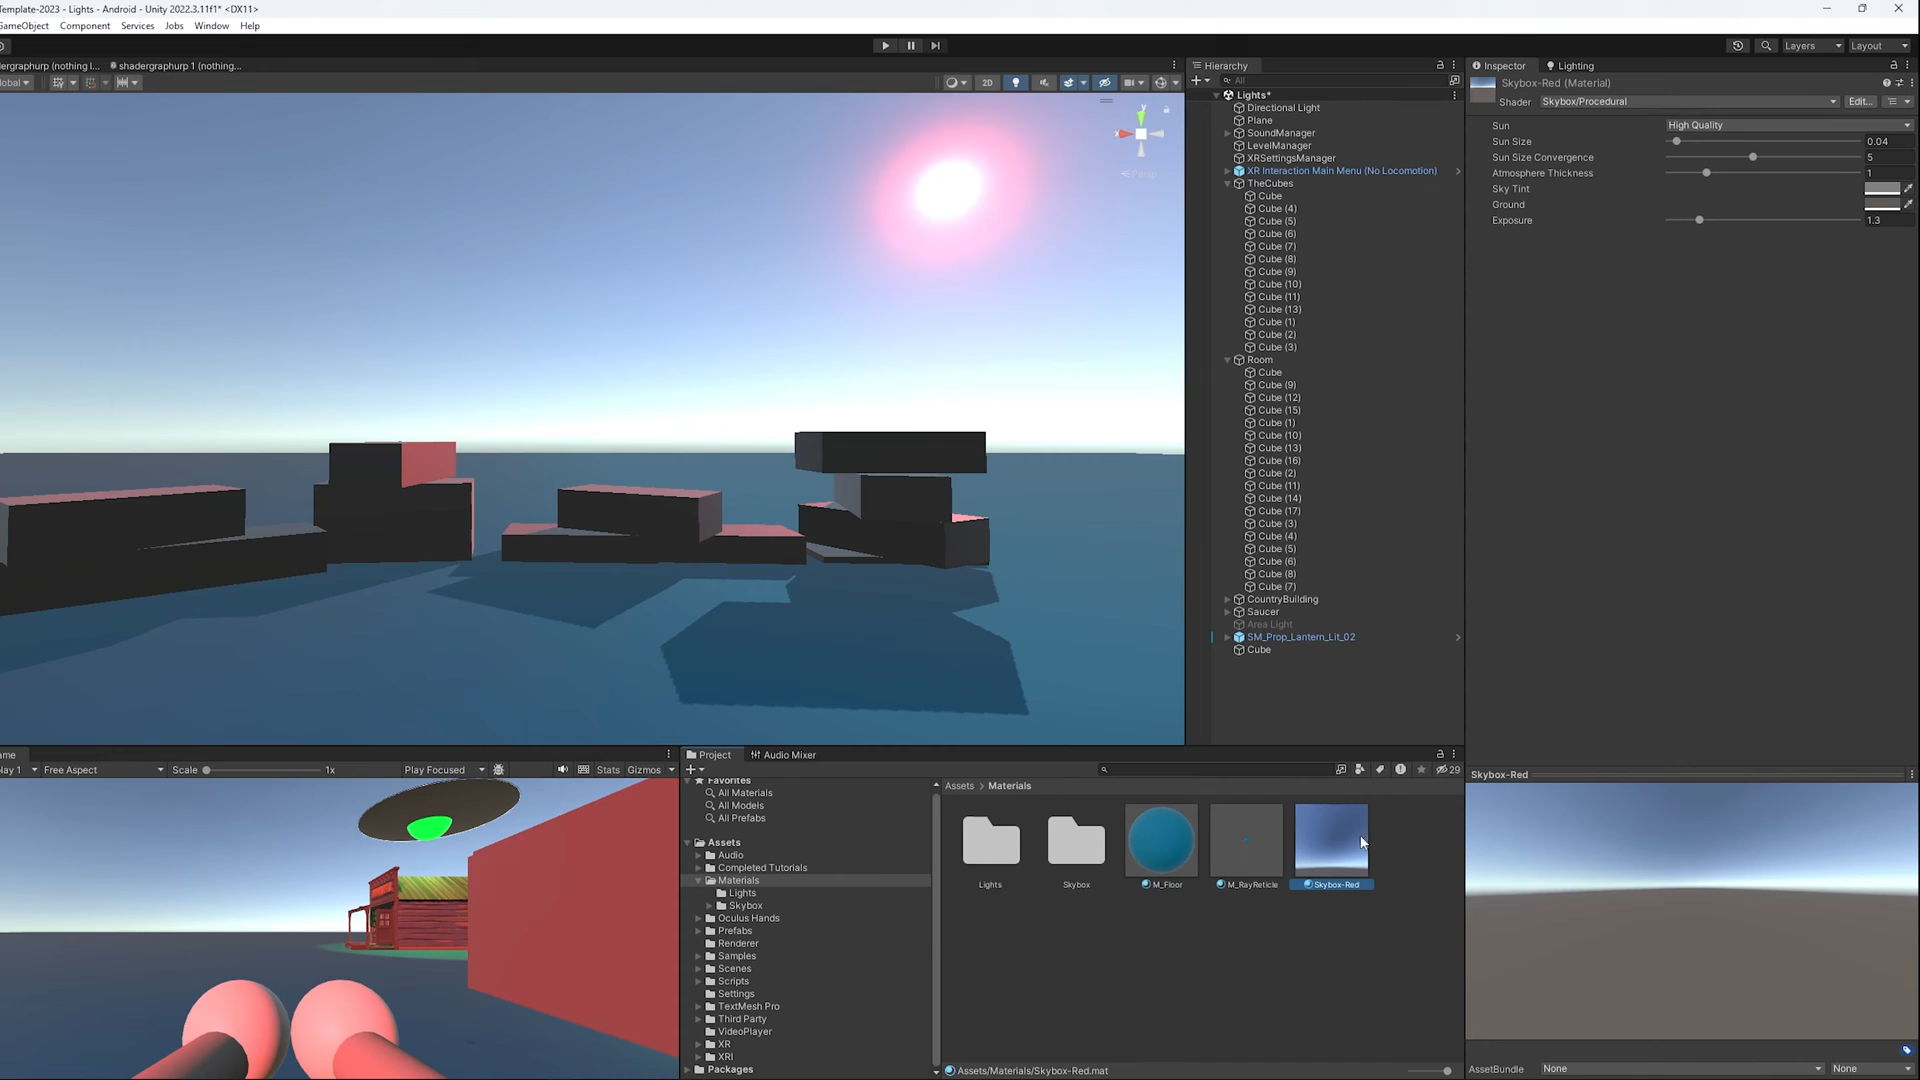 Template-2023 - Lights - Android - Unity 2022.3.11f1* <DX11>
GameObject Component Services Jobs Window Help
Layers Layout
dergraphurp (nothing l... shadergraphurp 1 (nothing...
lobal
2D
Persp
Hierarchy
All
Lights*
Directional Light
Plane
SoundManager
LevelManager
XRSettingsManager
XR Interaction Main Menu (No Locomotion)
TheCubes
Cube
Cube (4)
Cube (5)
Cube (6)
Cube (7)
Cube (8)
Cube (9)
Cube (10)
Cube (11)
Cube (13)
Cube (1)
Cube (2)
Cube (3)
Room
Cube
Cube (9)
Cube (12)
Cube (15)
Cube (1)
Cube (10)
Cube (13)
Cube (16)
Cube (2)
Cube (11)
Cube (14)
Cube (17)
Cube (3)
Cube (4)
Cube (5)
Cube (6)
Cube (8)
Cube (7)
CountryBuilding
Saucer
Area Light
SM_Prop_Lantern_Lit_02
Cube
Inspector Lighting
Skybox-Red (Material)
Shader Skybox/Procedural Edit...
Sun High Quality
Sun Size 0.04
Sun Size Convergence 5
Atmosphere Thickness 1
Sky Tint
Ground
Exposure 1.3
ame
lay 1 Free Aspect Scale 1x Play Focused Stats Gizmos
Project Audio Mixer
29
Favorites
All Materials
All Models
All Prefabs
Assets
Audio
Completed Tutorials
Materials
Lights
Skybox
Oculus Hands
Prefabs
Renderer
Samples
Scenes
Scripts
Settings
TextMesh Pro
Third Party
VideoPlayer
XR
XRI
Packages
Assets > Materials
Lights Skybox M_Floor M_RayReticle Skybox-Red
Assets/Materials/Skybox-Red.mat
Skybox-Red
AssetBundle None None